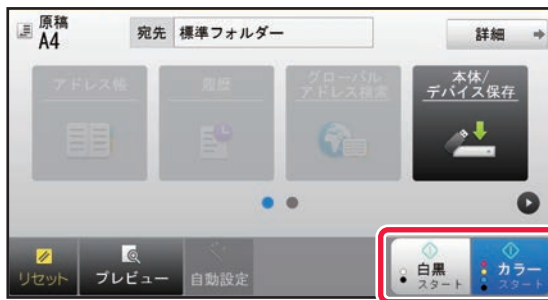 原稿
A4
宛先
標準フォルダー
詳細
アドレス帳
履歴
グローバル
アドレス検索
本体/
デバイス保存
リセット
プレビュー
自動設定
白黒
スタート
カラー
スタート